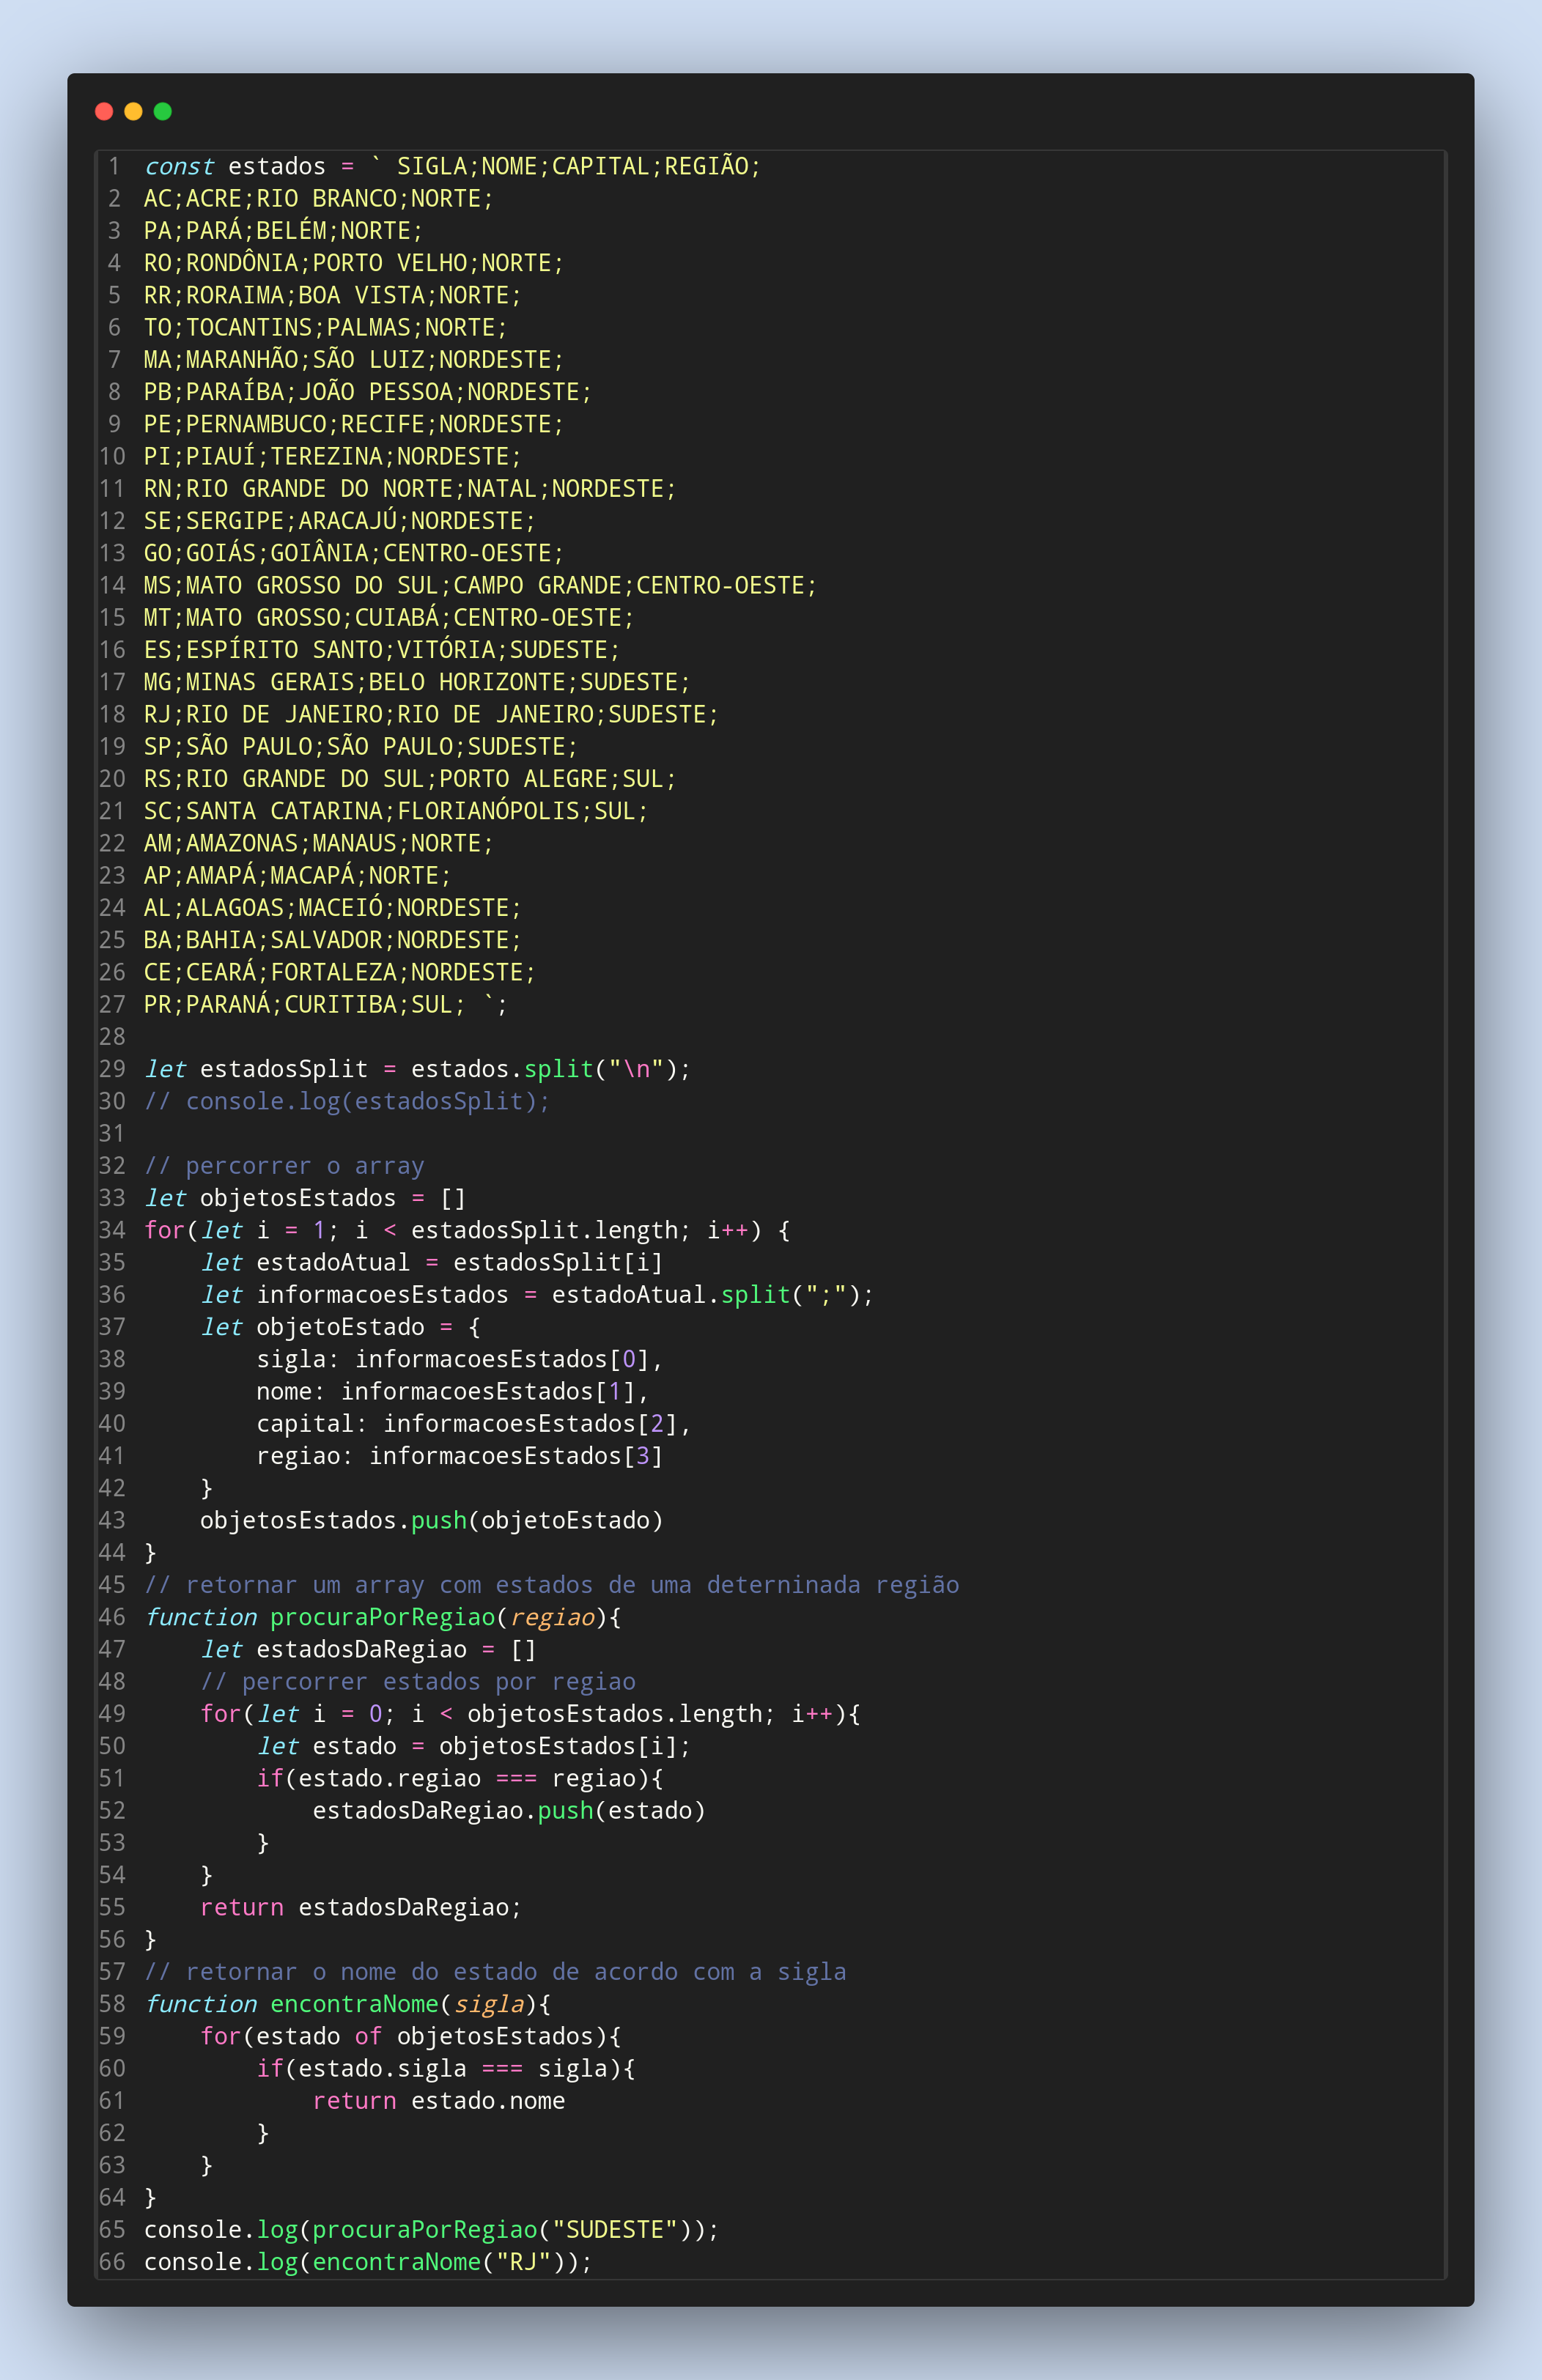 1 const estados = ` SIGLA;NOME;CAPITAL;REGIÃO;
2 AC;ACRE;RIO BRANCO;NORTE;
3 PA;PARÁ;BELÉM;NORTE;
4 RO;RONDÔNIA;PORTO VELHO;NORTE;
5 RR;RORAIMA;BOA VISTA;NORTE;
6 TO;TOCANTINS;PALMAS;NORTE;
7 MA;MARANHÃO;SÃO LUIZ;NORDESTE;
8 PB;PARAÍBA;JOÃO PESSOA;NORDESTE;
9 PE;PERNAMBUCO;RECIFE;NORDESTE;
10 PI;PIAUÍ;TEREZINA;NORDESTE;
11 RN;RIO GRANDE DO NORTE;NATAL;NORDESTE;
12 SE;SERGIPE;ARACAJÚ;NORDESTE;
13 GO;GOIÁS;GOIÂNIA;CENTRO-OESTE;
14 MS;MATO GROSSO DO SUL;CAMPO GRANDE;CENTRO-OESTE;
15 MT;MATO GROSSO;CUIABÁ;CENTRO-OESTE;
16 ES;ESPÍRITO SANTO;VITÓRIA;SUDESTE;
17 MG;MINAS GERAIS;BELO HORIZONTE;SUDESTE;
18 RJ;RIO DE JANEIRO;RIO DE JANEIRO;SUDESTE;
19 SP;SÃO PAULO;SÃO PAULO;SUDESTE;
20 RS;RIO GRANDE DO SUL;PORTO ALEGRE;SUL;
21 SC;SANTA CATARINA;FLORIANÓPOLIS;SUL;
22 AM;AMAZONAS;MANAUS;NORTE;
23 AP;AMAPÁ;MACAPÁ;NORTE;
24 AL;ALAGOAS;MACEIÓ;NORDESTE;
25 BA;BAHIA;SALVADOR;NORDESTE;
26 CE;CEARÁ;FORTALEZA;NORDESTE;
27 PR;PARANÁ;CURITIBA;SUL; `;
28
29 let estadosSplit = estados.split("\n");
30 // console.log(estadosSplit);
31
32 // percorrer o array
33 let objetosEstados = []
34 for(let i = 1; i < estadosSplit.length; i++) {
35     let estadoAtual = estadosSplit[i]
36     let informacoesEstados = estadoAtual.split(";");
37     let objetoEstado = {
38         sigla: informacoesEstados[0],
39         nome: informacoesEstados[1],
40         capital: informacoesEstados[2],
41         regiao: informacoesEstados[3]
42     }
43     objetosEstados.push(objetoEstado)
44 }
45 // retornar um array com estados de uma deterninada região
46 function procuraPorRegiao(regiao){
47     let estadosDaRegiao = []
48     // percorrer estados por regiao
49     for(let i = 0; i < objetosEstados.length; i++){
50         let estado = objetosEstados[i];
51         if(estado.regiao === regiao){
52             estadosDaRegiao.push(estado)
53         }
54     }
55     return estadosDaRegiao;
56 }
57 // retornar o nome do estado de acordo com a sigla
58 function encontraNome(sigla){
59     for(estado of objetosEstados){
60         if(estado.sigla === sigla){
61             return estado.nome
62         }
63     }
64 }
65 console.log(procuraPorRegiao("SUDESTE"));
66 console.log(encontraNome("RJ"));